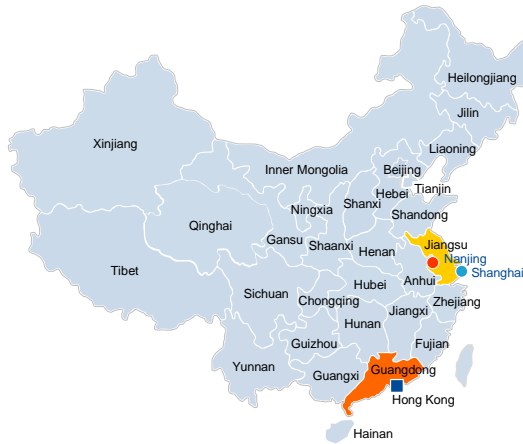 Heilongjiang
Jilin
Xinjiang
Liaoning
Inner Mongolia
Beijing
Tianjin
Hebei
Ningxia
Shanxi
Shandong
Qinghai
Gansu
Shaanxi
Henan
Jiangsu
Nanjing
Shanghai
Tibet
Sichuan
Hubei
Anhui
Chongqing
Zhejiang
Jiangxi
Hunan
Guizhou
Fujian
Yunnan
Guangxi
Guangdong
Hong Kong
Hainan